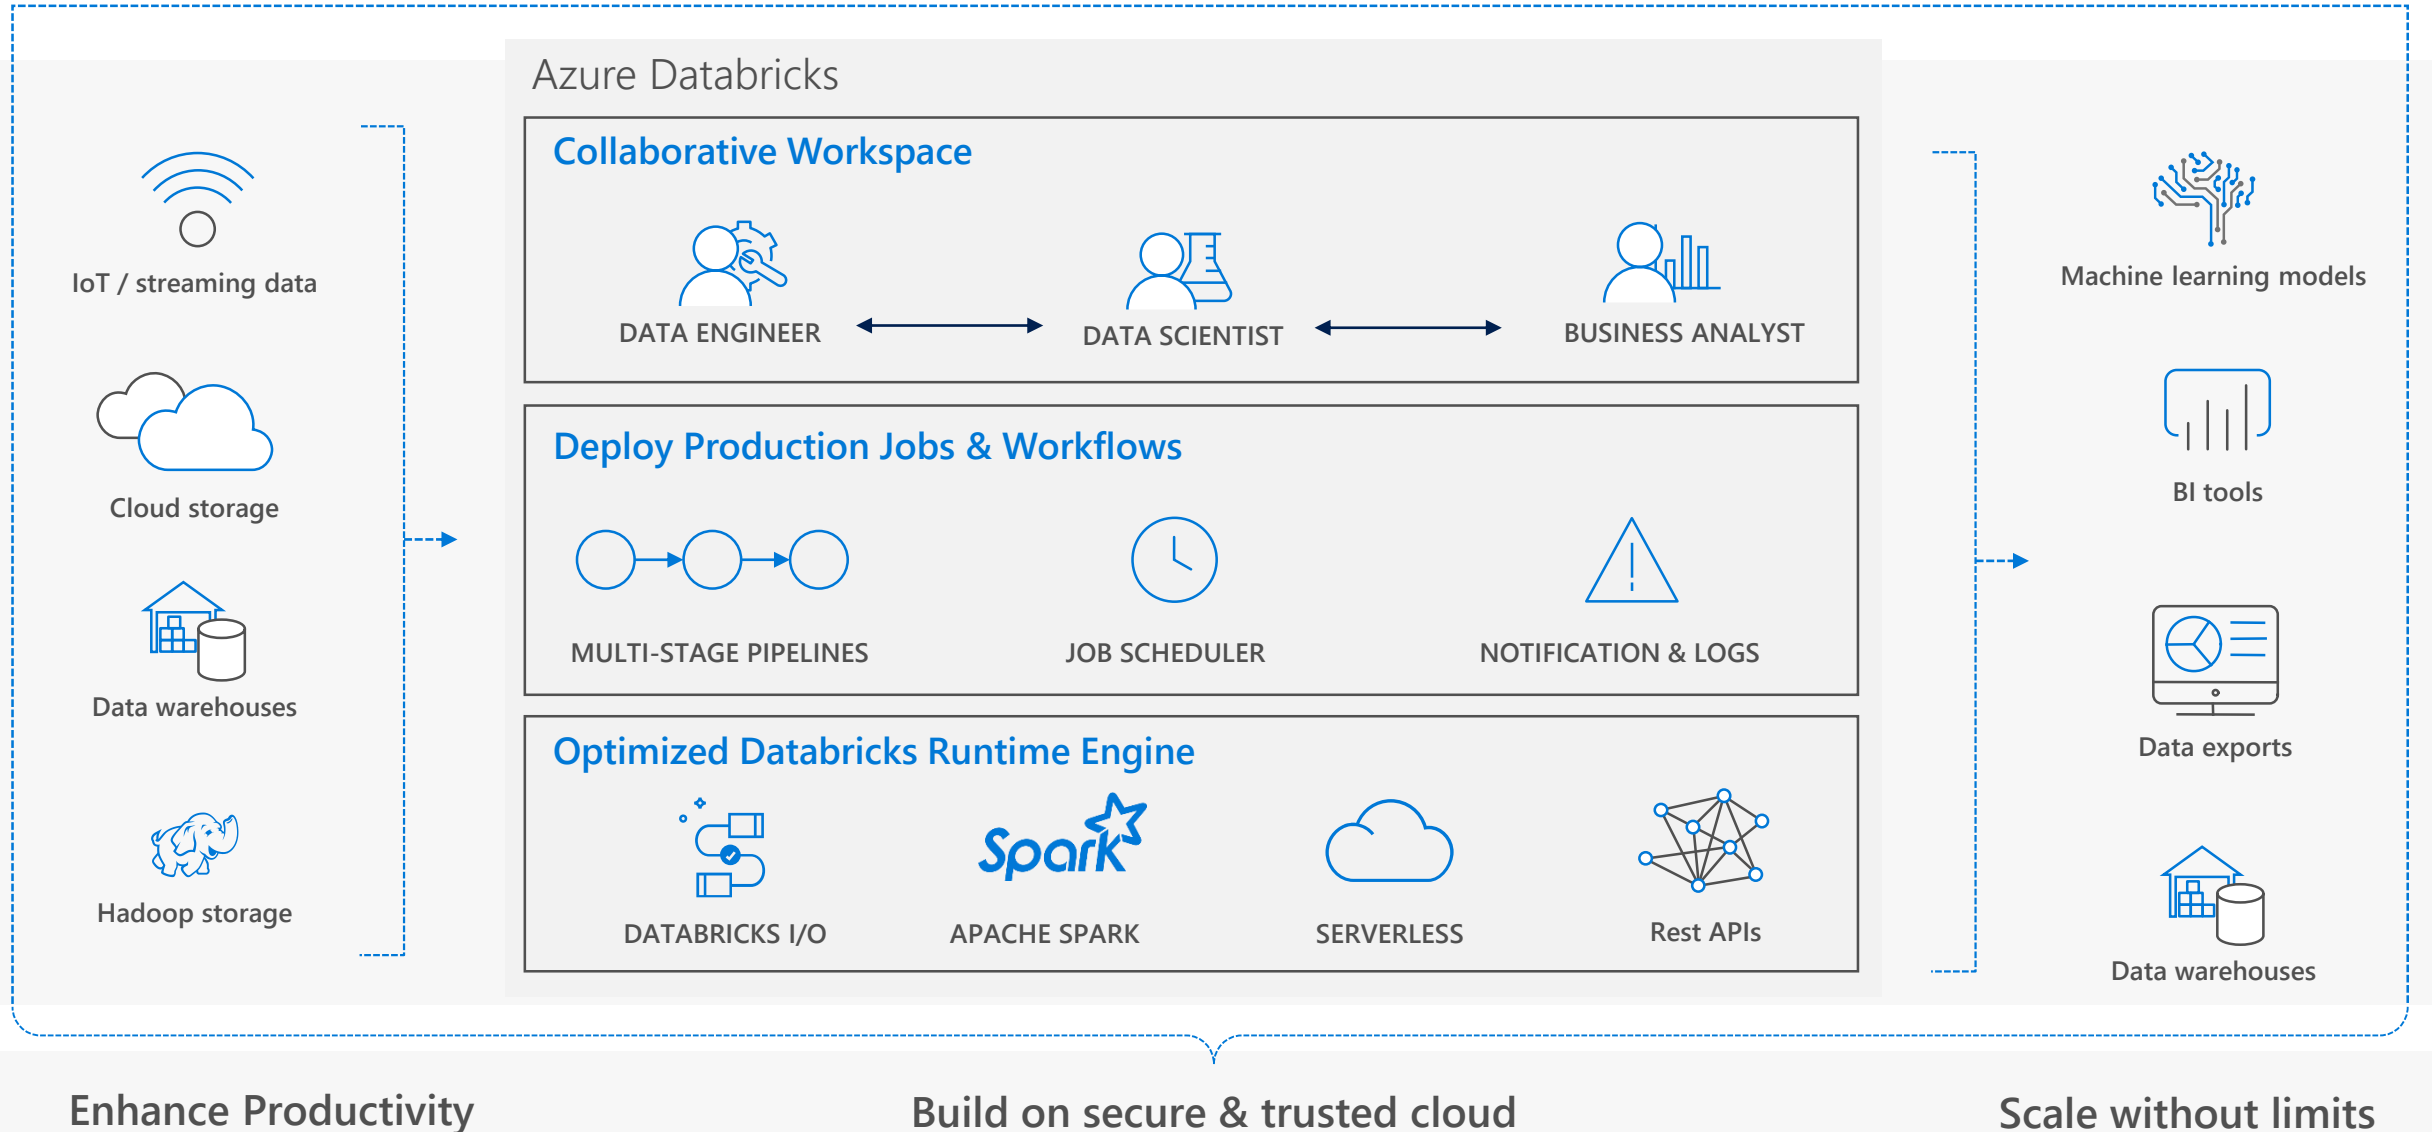 Azure Databricks
IoT / streaming data
Cloud storage
Data warehouses
Hadoop storage
Collaborative Workspace
DATA ENGINEER
DATA SCIENTIST
BUSINESS ANALYST
Deploy Production Jobs & Workflows
MULTI-STAGE PIPELINES
JOB SCHEDULER
NOTIFICATION & LOGS
Optimized Databricks Runtime Engine
Spark
DATABRICKS I/O
APACHE SPARK
SERVERLESS
Rest APIs
Machine learning models
BI tools
Data exports
Data warehouses
Enhance Productivity
Build on secure & trusted cloud
Scale without limits